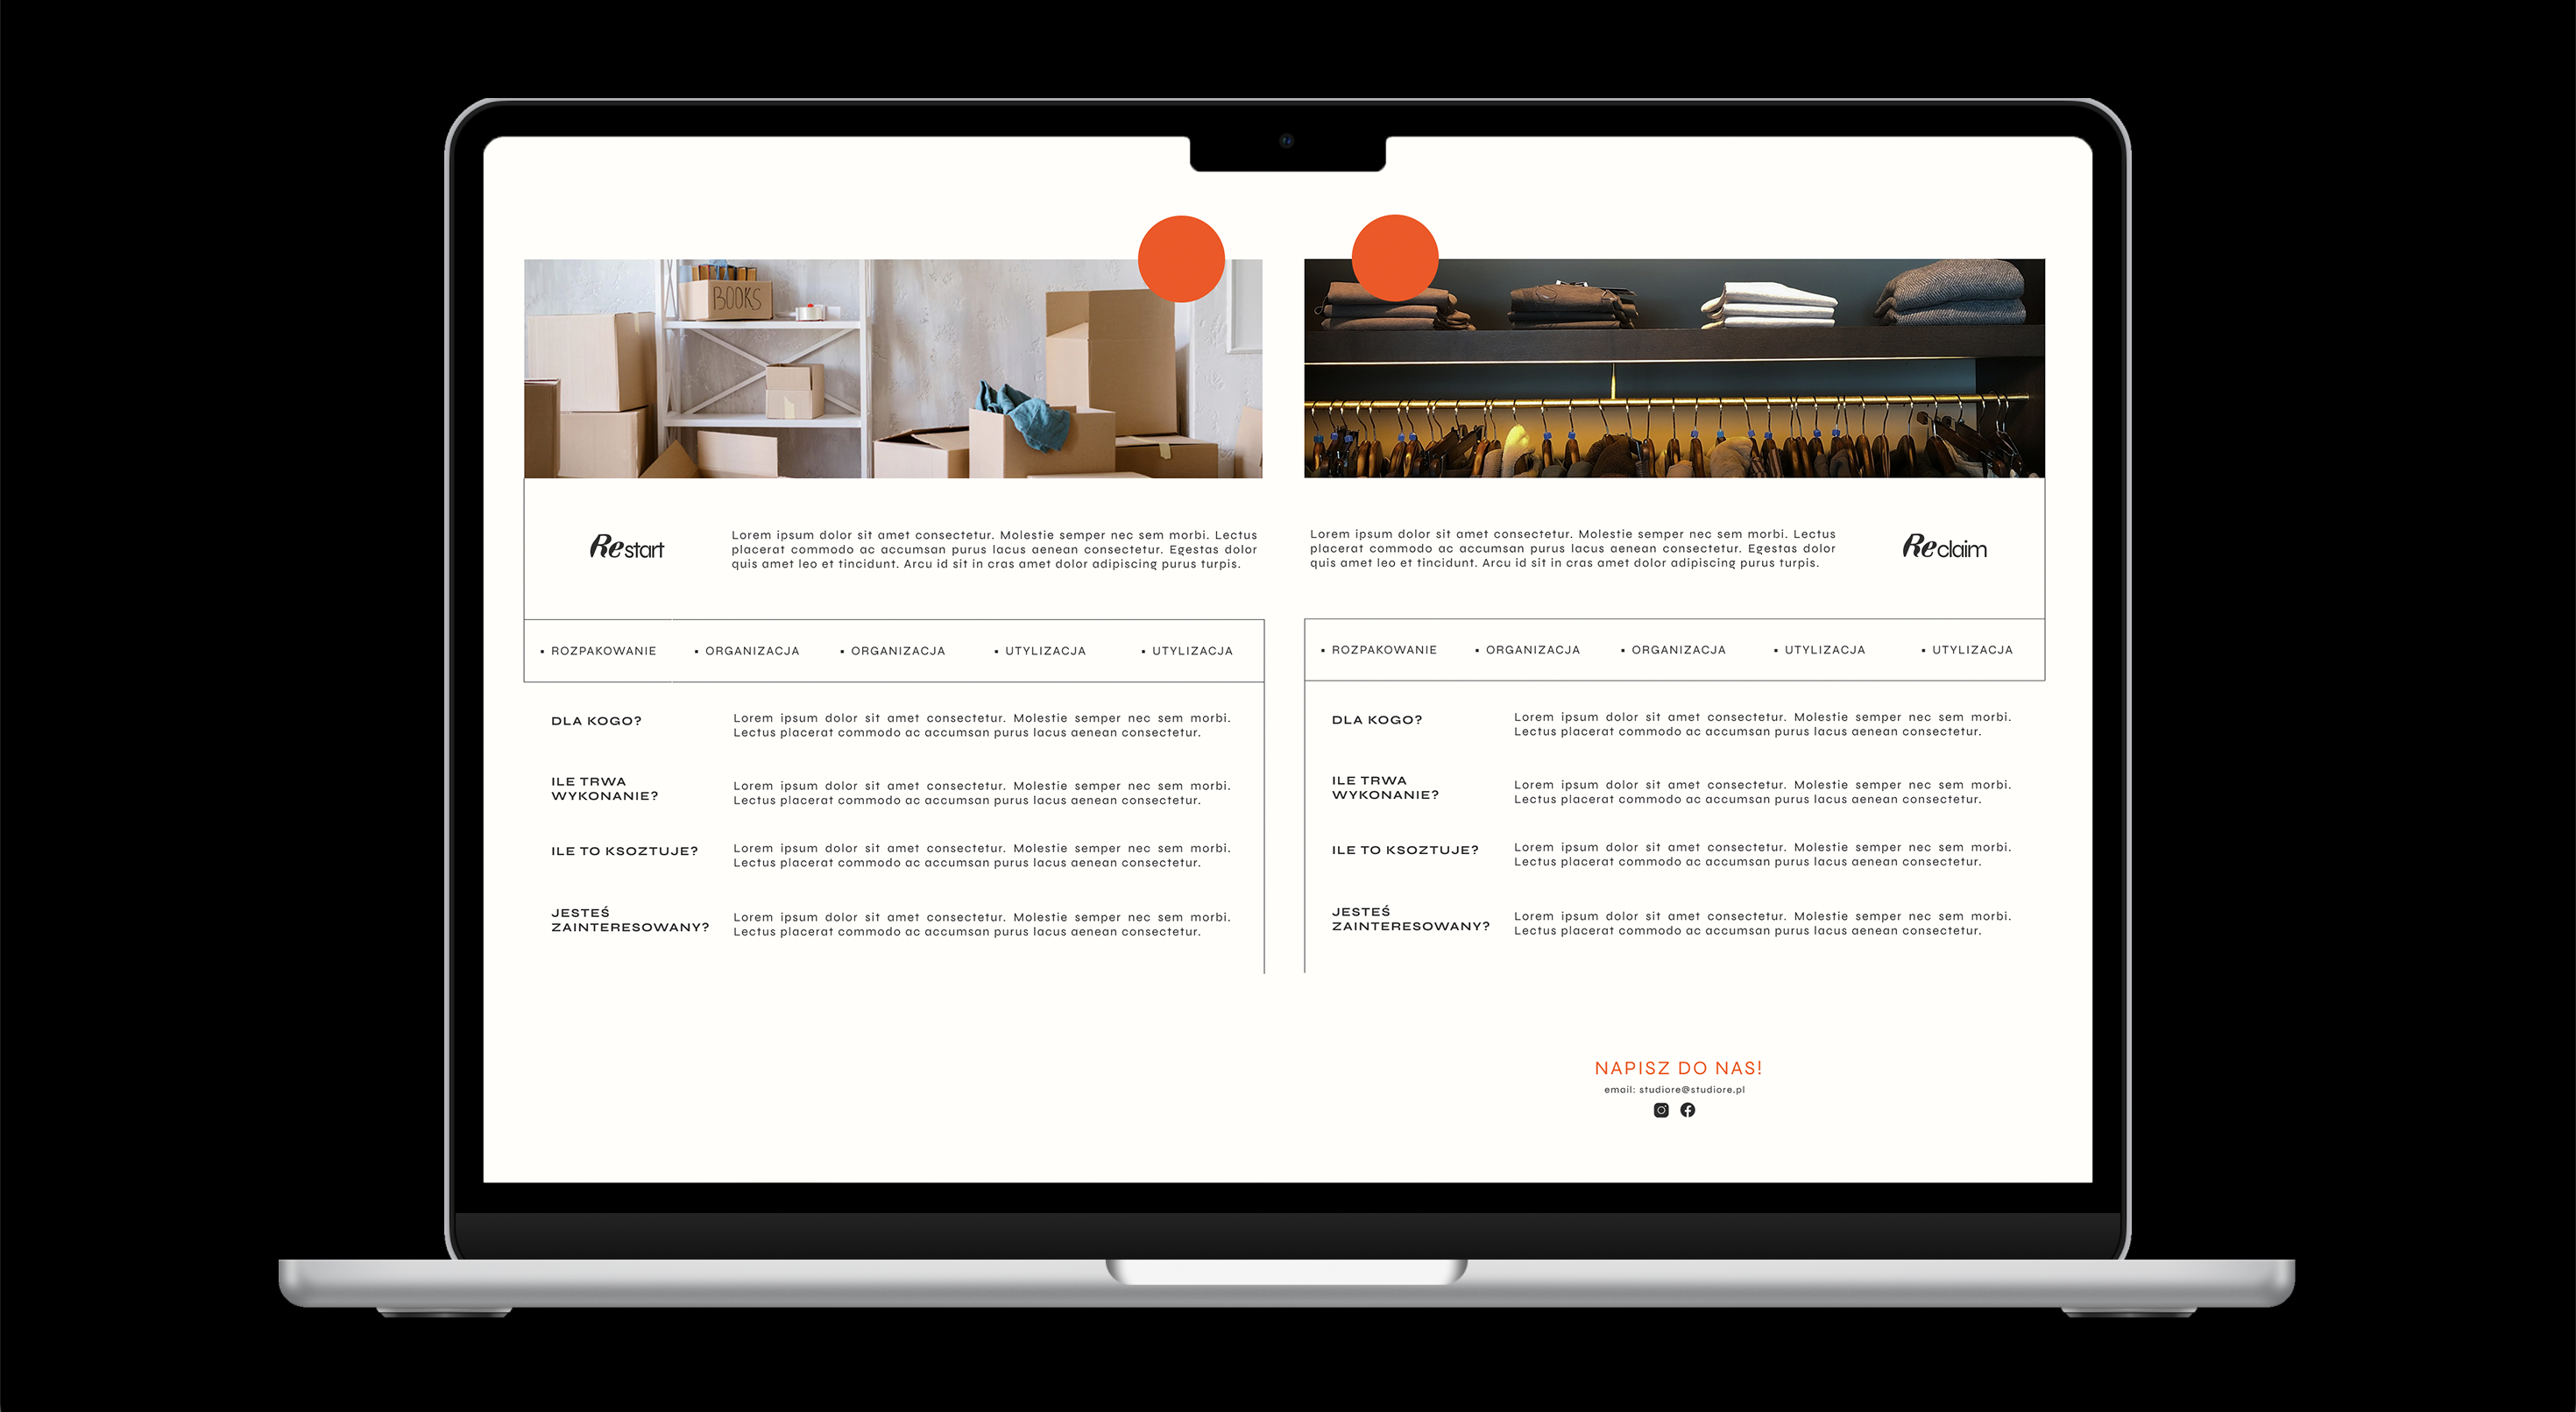 BOOKS
Restart
Lorem ipsum dolor sit amet consectetur. Molestie semper nec sem morbi. Lectus
placerat commodo ac accumsan purus lacus aenean consectetur. Egestas dolor
quis amet leo et tincidunt. Arcu id sit in cras amet dolor adipiscing purus turpis.
▪ ROZPAKOWANIE ▪ ORGANIZACJA ▪ ORGANIZACJA ▪ UTYLIZACJA ▪ UTYLIZACJA
DLA KOGO?
Lorem ipsum dolor sit amet consectetur. Molestie semper nec sem morbi.
Lectus placerat commodo ac accumsan purus lacus aenean consectetur.
ILE TRWA
WYKONANIE?
Lorem ipsum dolor sit amet consectetur. Molestie semper nec sem morbi.
Lectus placerat commodo ac accumsan purus lacus aenean consectetur.
ILE TO KSOZTUJE?
Lorem ipsum dolor sit amet consectetur. Molestie semper nec sem morbi.
Lectus placerat commodo ac accumsan purus lacus aenean consectetur.
JESTEŚ
ZAINTERESOWANY?
Lorem ipsum dolor sit amet consectetur. Molestie semper nec sem morbi.
Lectus placerat commodo ac accumsan purus lacus aenean consectetur.
Lorem ipsum dolor sit amet consectetur. Molestie semper nec sem morbi. Lectus
placerat commodo ac accumsan purus lacus aenean consectetur. Egestas dolor
quis amet leo et tincidunt. Arcu id sit in cras amet dolor adipiscing purus turpis.
Reclaim
▪ ROZPAKOWANIE ▪ ORGANIZACJA ▪ ORGANIZACJA ▪ UTYLIZACJA ▪ UTYLIZACJA
DLA KOGO?
Lorem ipsum dolor sit amet consectetur. Molestie semper nec sem morbi.
Lectus placerat commodo ac accumsan purus lacus aenean consectetur.
ILE TRWA
WYKONANIE?
Lorem ipsum dolor sit amet consectetur. Molestie semper nec sem morbi.
Lectus placerat commodo ac accumsan purus lacus aenean consectetur.
ILE TO KSOZTUJE?
Lorem ipsum dolor sit amet consectetur. Molestie semper nec sem morbi.
Lectus placerat commodo ac accumsan purus lacus aenean consectetur.
JESTEŚ
ZAINTERESOWANY?
Lorem ipsum dolor sit amet consectetur. Molestie semper nec sem morbi.
Lectus placerat commodo ac accumsan purus lacus aenean consectetur.
NAPISZ DO NAS!
email: studiore@studiore.pl